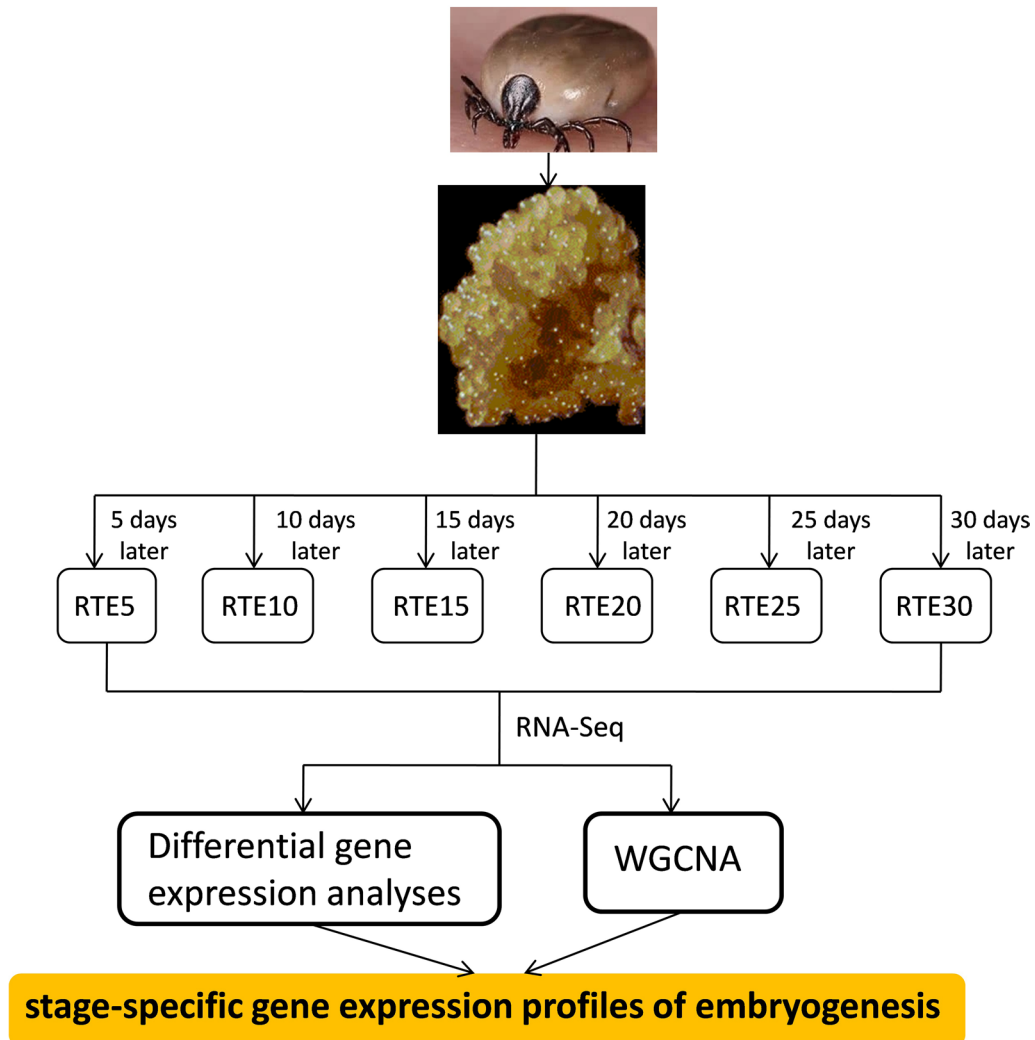 5 days
later
10 days
later
15 days
later
20 days
later
25 days
later
30 days
later
RTE5
RTE10
RTE15
RTE20
RTE25
RTE30
RNA-Seq
Differential gene
expression analyses
WGCNA
stage-specific gene expression profiles of embryogenesis